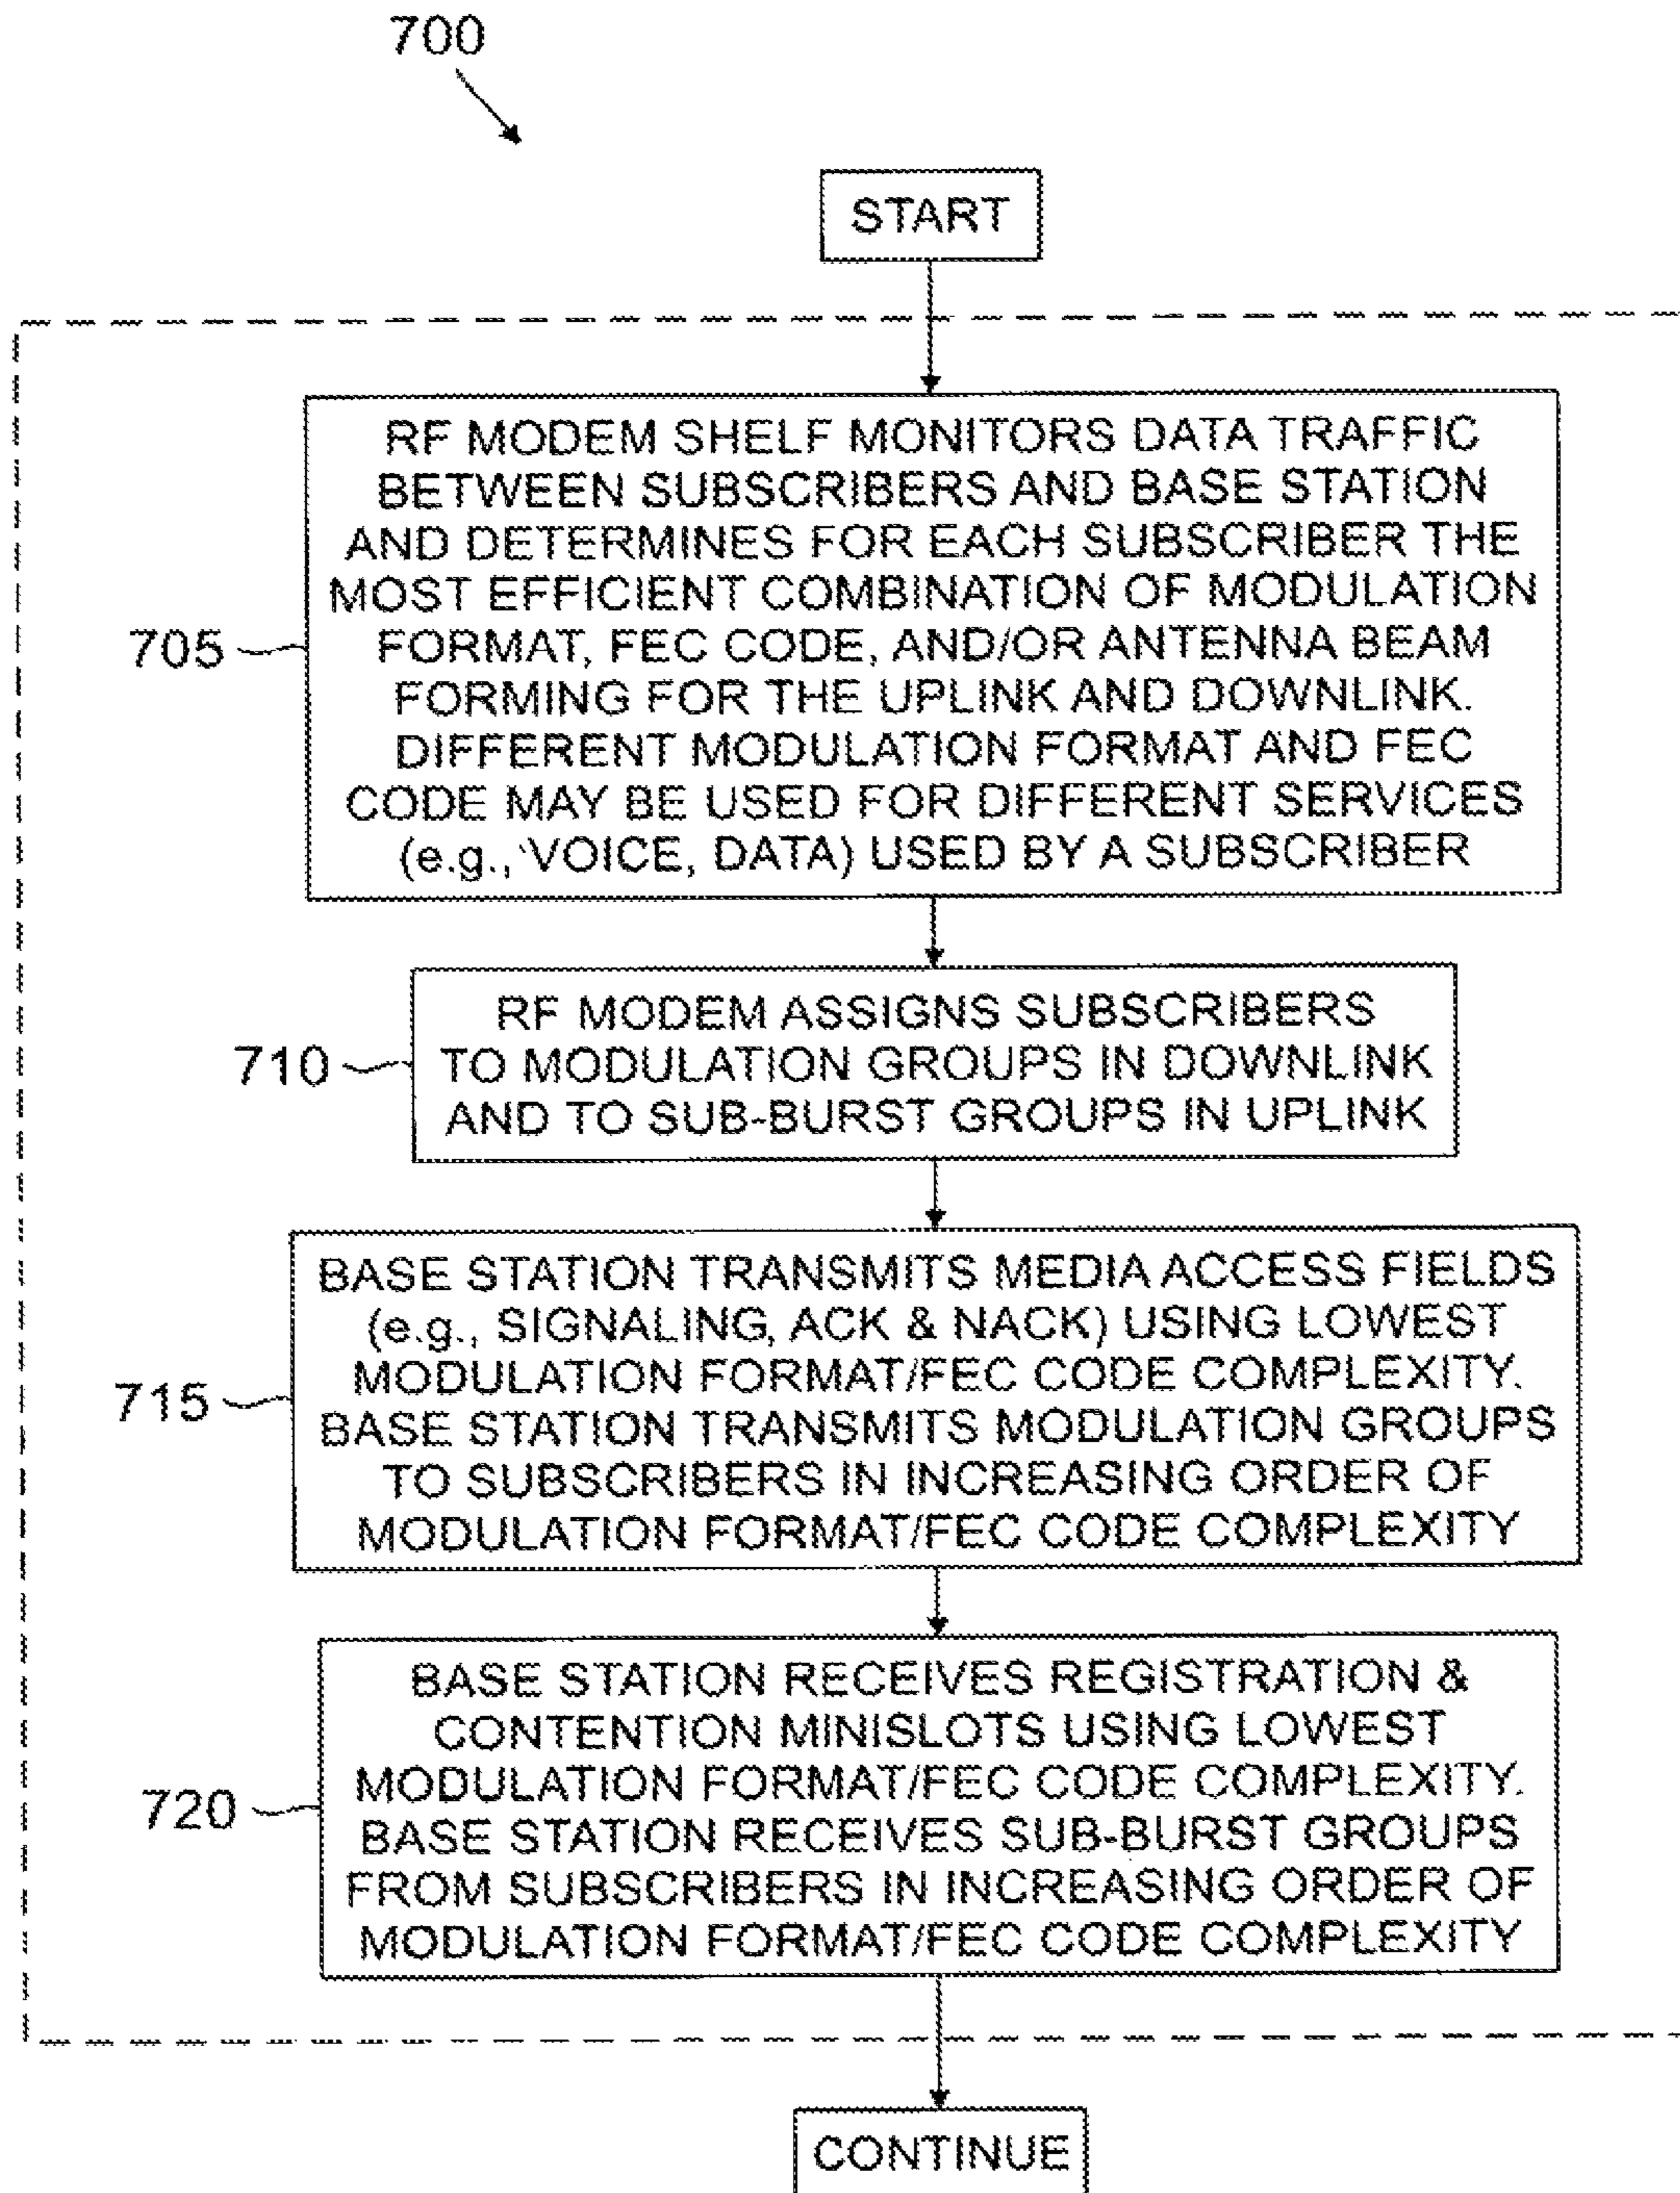 700
START
RF MODEM SHELF MONITORS DATA TRAFFIC
BETWEEN SUBSCRIBERS AND BASE STATION
AND DETERMINES FOR EACH SUBSCRIBER THE
MOST EFFICIENT COMBINATION OF MODULATION
FORMAT, FEC CODE, AND/OR ANTENNA BEAM
FORMING FOR THE UPLINK AND DOWNLINK.
DIFFERENT MODULATION FORMAT AND FEC
CODE MAY BE USED FOR DIFFERENT SERVICES
(e.g., VOICE, DATA) USED BY A SUBSCRIBER
705
RF MODEM ASSIGNS SUBSCRIBERS
TO MODULATION GROUPS IN DOWNLINK
AND TO SUB-BURST GROUPS IN UPLINK
710
BASE STATION TRANSMITS MEDIA ACCESS FIELDS
(e.g., SIGNALING, ACK & NACK) USING LOWEST
MODULATION FORMAT/FEC CODE COMPLEXITY.
BASE STATION TRANSMITS MODULATION GROUPS
TO SUBSCRIBERS IN INCREASING ORDER OF
MODULATION FORMAT/FEC CODE COMPLEXITY
715
BASE STATION RECEIVES REGISTRATION &
CONTENTION MINISLOTS USING LOWEST
MODULATION FORMAT/FEC CODE COMPLEXITY.
BASE STATION RECEIVES SUB-BURST GROUPS
FROM SUBSCRIBERS IN INCREASING ORDER OF
MODULATION FORMAT/FEC CODE COMPLEXITY
720
CONTINUE